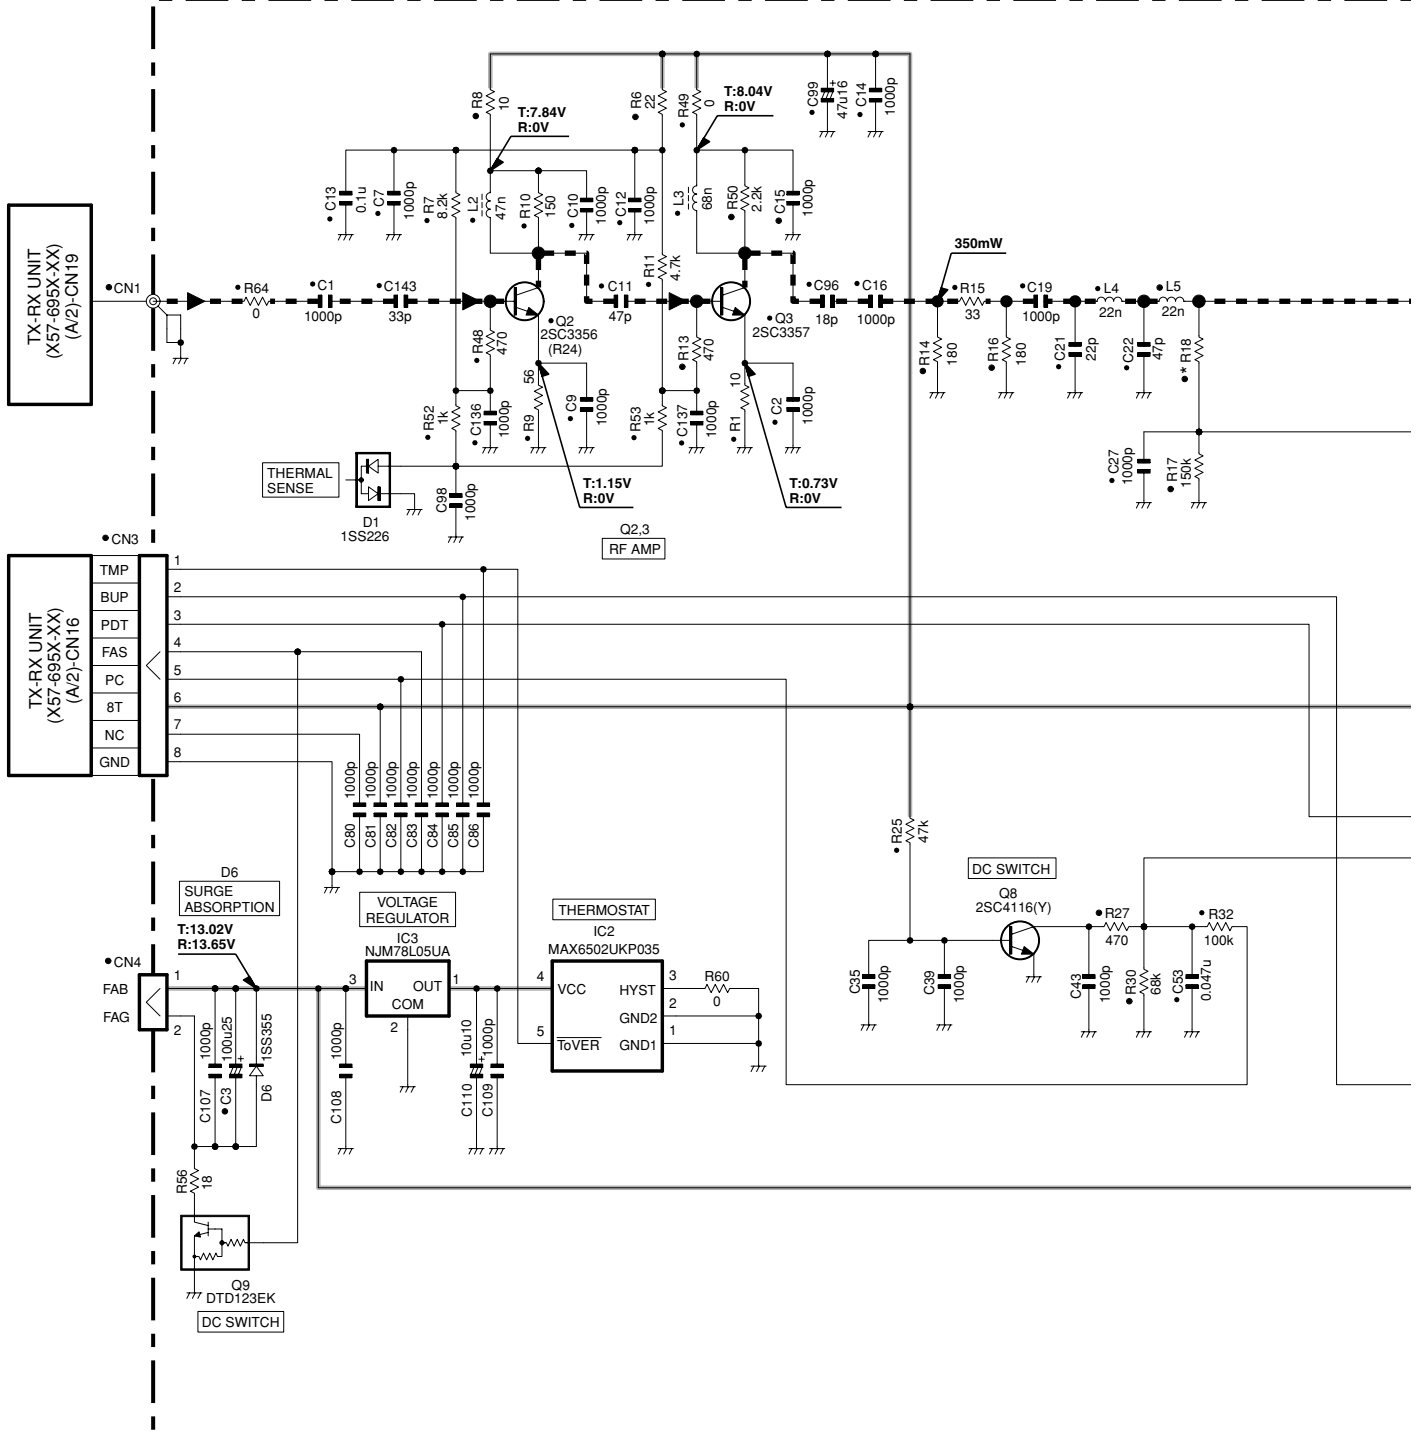 TX-RX UNIT
(X57-695X-XX)
(A/2)-CN19
•CN1
•R64
0
•C1
1000p
•C143
33p
•R8
10
T:7.84V
R:0V
•C13
0.1u
•C7
1000p
•R7
8.2k
•L2
47n
•R10
150
•C10
1000p
•C12
1000p
•R6
22
•R49
0
T:8.04V
R:0V
•L3
68n
•R50
2.2k
•C15
1000p
•C99
+
47u16
•C14
1000p
•Q2
2SC3356
(R24)
•R48
470
•C11
47p
•R11
4.7k
•R13
470
•Q3
2SC3357
•C96
18p
•C16
1000p
350mW
•R15
33
•R14
180
•R16
180
•C19
1000p
•C21
22p
•L4
22n
•C22
47p
•L5
22n
•*R18
•C27
1000p
•R17
150k
•R52
1k
•C136
1000p
56
•R9
•C9
1000p
•R53
1k
•C137
1000p
10
•R1
•C2
1000p
T:1.15V
R:0V
T:0.73V
R:0V
THERMAL
SENSE
D1
1SS226
C98
1000p
Q2,3
RF AMP
•CN3
TX-RX UNIT
(X57-695X-XX)
(A/2)-CN16
TMP
1
BUP
2
PDT
3
FAS
4
PC
5
8T
6
NC
7
GND
8
C80
1000p
C81
1000p
C82
1000p
C83
1000p
C84
1000p
C85
1000p
C86
1000p
D6
SURGE
ABSORPTION
T:13.02V
R:13.65V
•CN4
FAB
1
FAG
2
C107
1000p
•C3
100u25
+
D6
1SS355
R56
18
Q9
DTD123EK
DC SWITCH
C108
1000p
VOLTAGE
REGULATOR
IC3
NJM78L05UA
3
IN
OUT
1
COM
2
C110
10u10
+
C109
1000p
THERMOSTAT
IC2
MAX6502UKP035
4
VCC
HYST
3
GND2
2
5
ToVER
GND1
1
R60
0
•R25
47k
DC SWITCH
Q8
2SC4116(Y)
C35
1000p
C39
1000p
C43
1000p
•R27
470
•R30
68k
•C53
0.047u
•R32
100k